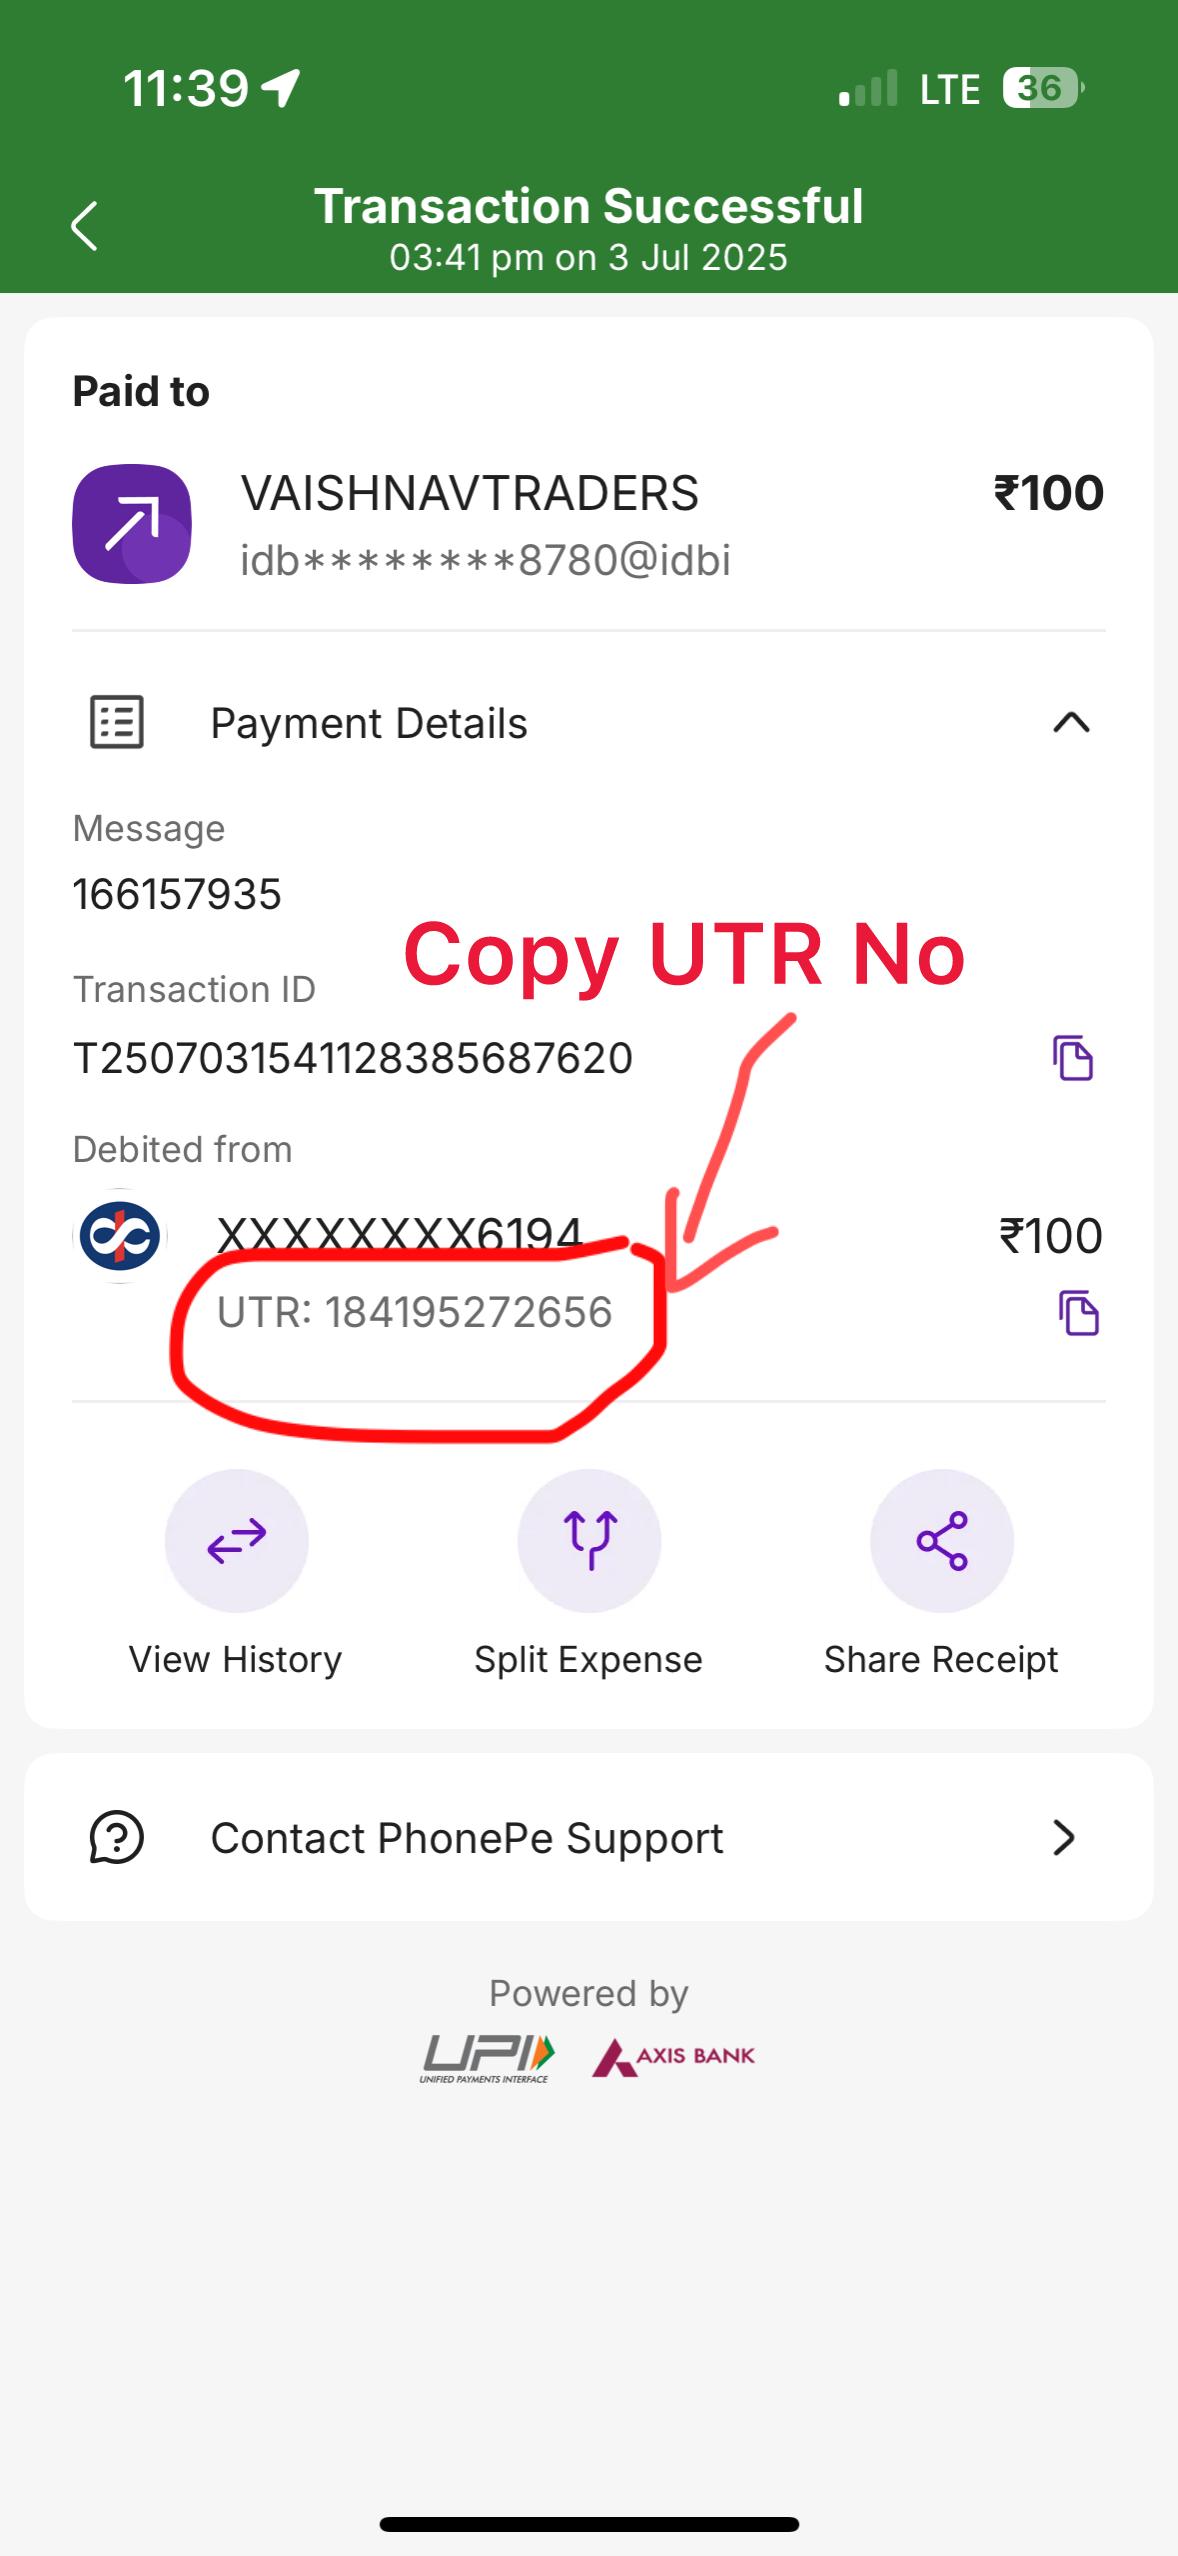 11:39
LTE
36
Transaction Successful
03:41 pm on 3 Jul 2025
Paid to
VAISHNAVTRADERS
₹100
idb********8780@idbi
Payment Details
Message
166157935
Copy UTR No
Transaction ID
T2507031541128385687620
Debited from
XXXXXXXX6194
₹100
UTR: 184195272656
View History
Split Expense
Share Receipt
Contact PhonePe Support
Powered by
UPI
UNIFIED PAYMENTS INTERFACE
AXIS BANK